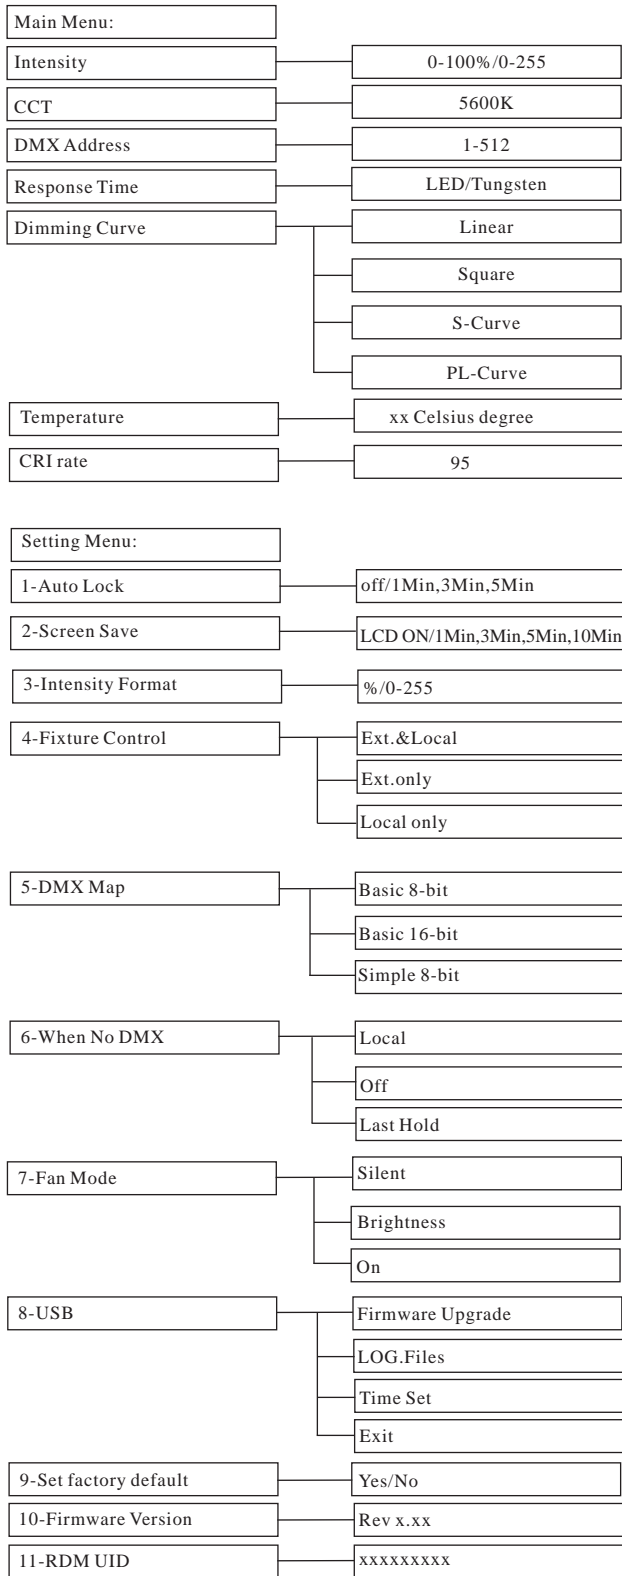 Main Menu:
Intensity 0-100%/0-255
CCT 5600K
DMX Address 1-512
Response Time LED/Tungsten
Dimming Curve Linear
Square
S-Curve
PL-Curve
Temperature xx Celsius degree
CRI rate 95
Setting Menu:
1-Auto Lock off/1Min,3Min,5Min
2-Screen Save LCD ON/1Min,3Min,5Min,10Min
3-Intensity Format %/0-255
4-Fixture Control Ext.&Local
Ext.only
Local only
5-DMX Map Basic 8-bit
Basic 16-bit
Simple 8-bit
6-When No DMX Local
Off
Last Hold
7-Fan Mode Silent
Brightness
On
8-USB Firmware Upgrade
LOG.Files
Time Set
Exit
9-Set factory default Yes/No
10-Firmware Version Rev x.xx
11-RDM UID xxxxxxxxx